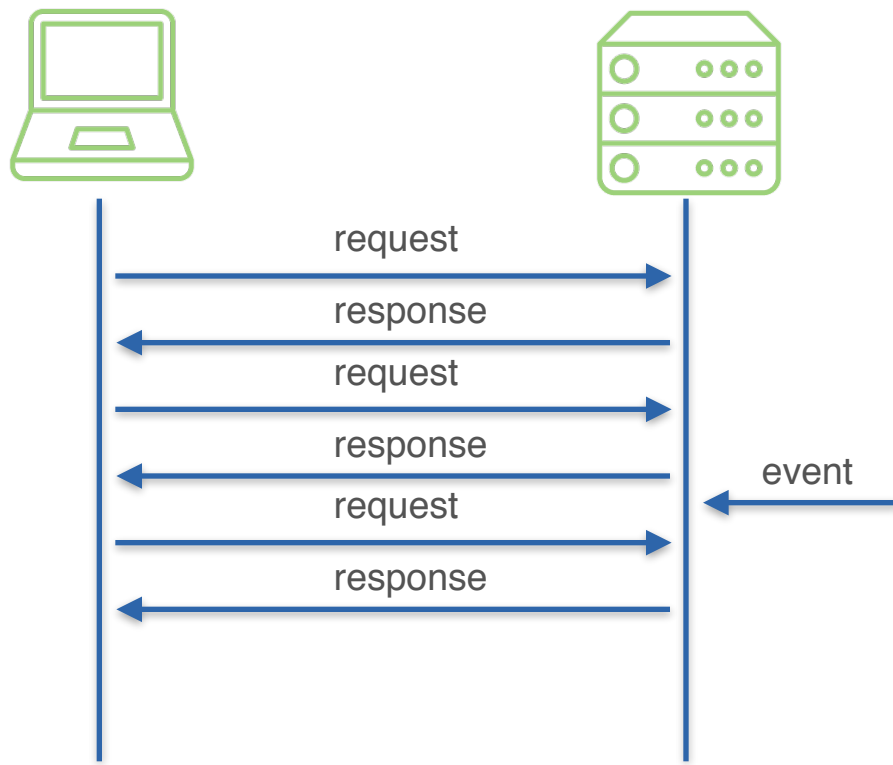 request
response
request
response
event
request
response